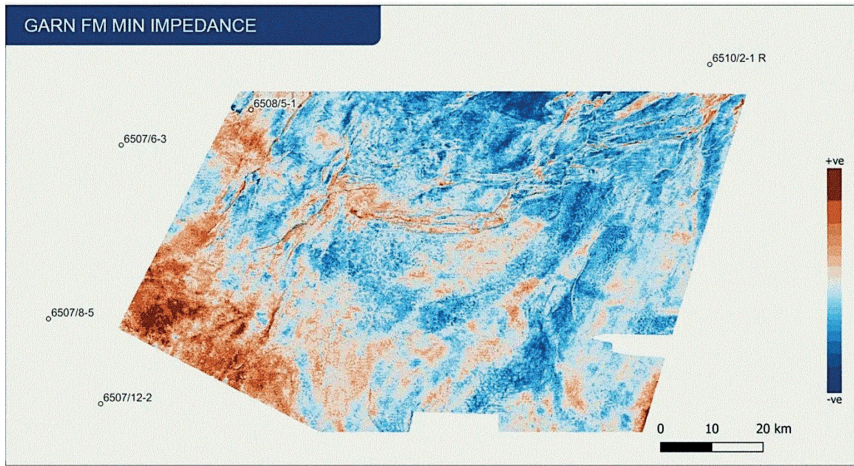 GARN FM MIN IMPEDANCE
6510/2-1 R
6508/5-1
6507/6-3
+ve
6507/8-5
6507/12-2
-ve
0 10 20 km